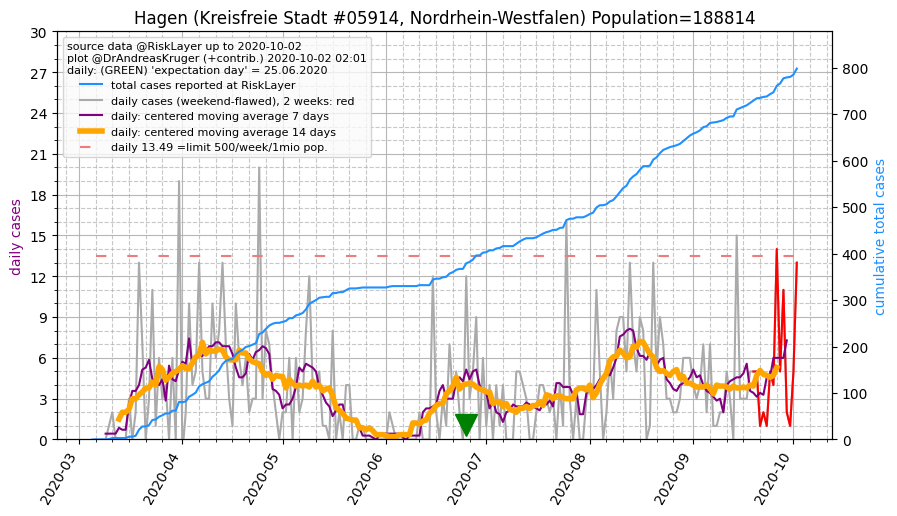 Hagen (Kreisfreie Stadt #05914, Nordrhein-Westfalen) Population=188814
source data @RiskLayer up to 2020-10-02
plot @DrAndreasKruger (+contrib.) 2020-10-02 02:01
daily: (GREEN) 'expectation day' = 25.06.2020
total cases reported at RiskLayer
daily cases (weekend-flawed), 2 weeks: red
daily: centered moving average 7 days
daily: centered moving average 14 days
daily 13.49 =limit 500/week/1mio pop.
daily cases
30
27
24
21
18
15
12
9
6
3
0
800
700
600
500
400
300
200
100
0
cumulative total cases
2020-03
2020-04
2020-05
2020-06
2020-07
2020-08
2020-09
2020-10